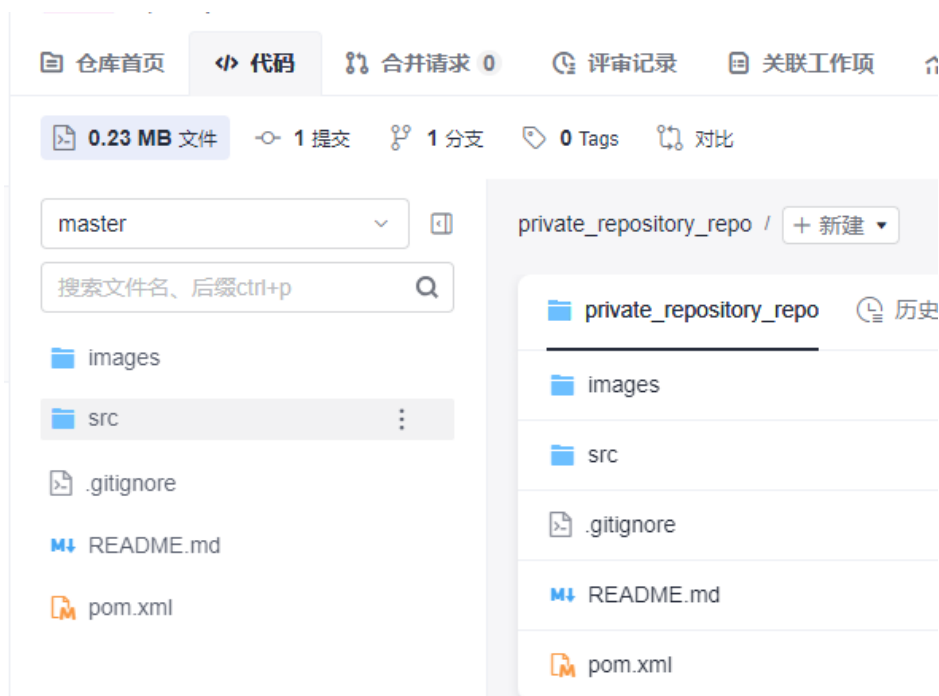 仓库首页 代码 合并请求 0 评审记录 关联工作项
0.23 MB 文件 1 提交 1 分支 0 Tags 对比
master
搜索文件名、后缀ctrl+p
images
src
.gitignore
README.md
pom.xml
private_repository_repo / + 新建
private_repository_repo 历史
images
src
.gitignore
README.md
pom.xml